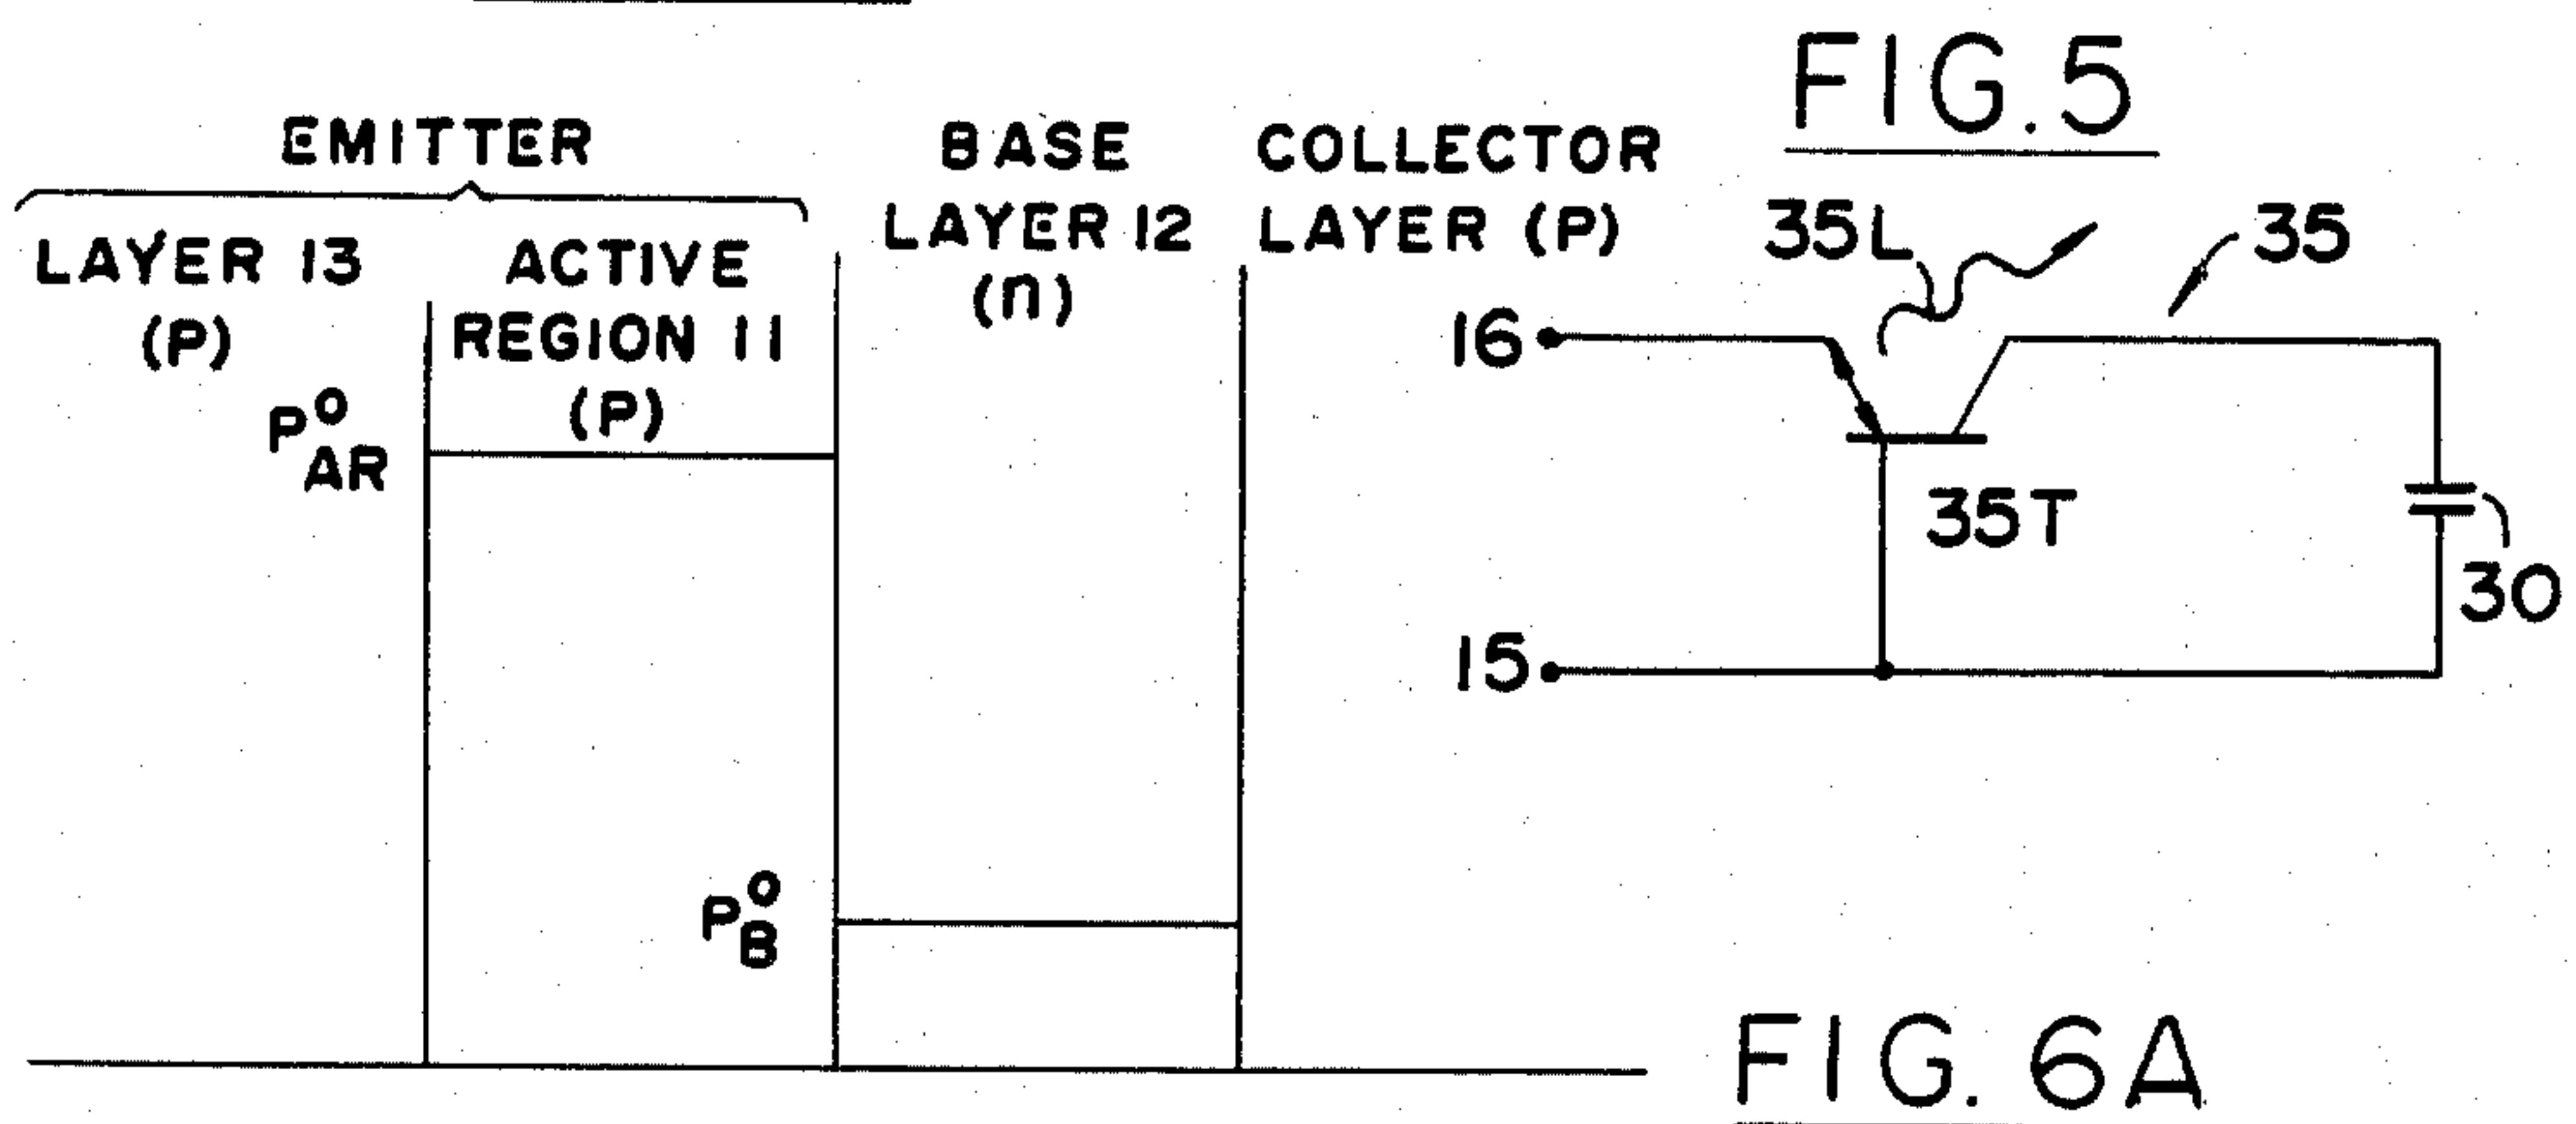 FIG.5
EMITTER
BASE
LAYER 12
(n)
COLLECTOR
LAYER (P)
LAYER 13
(P)
ACTIVE
REGION 11
(P)
P°AR
P°B
35L
35
16
35T
30
15
FIG. 6A